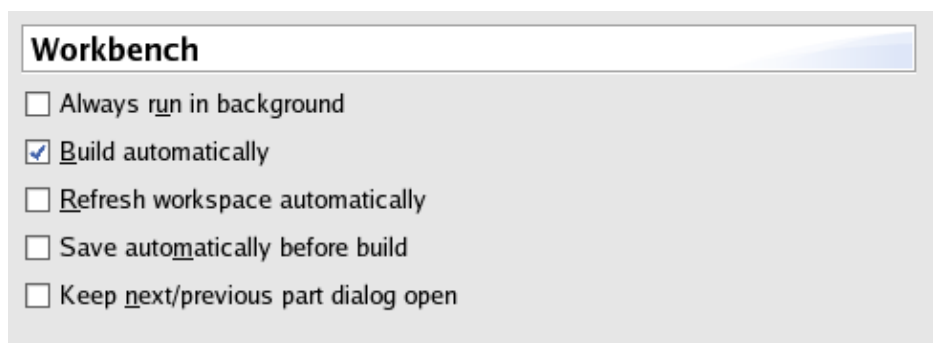 Workbench
Always run in background
Build automatically
Refresh workspace automatically
Save automatically before build
Keep next/previous part dialog open